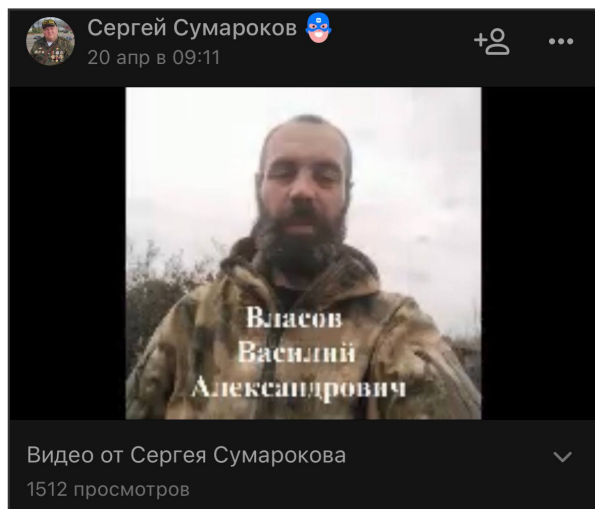 Сергей Сумароков
20 апр в 09:11
Власов
Василий
Александрович
Видео от Сергея Сумарокова
1512 просмотров